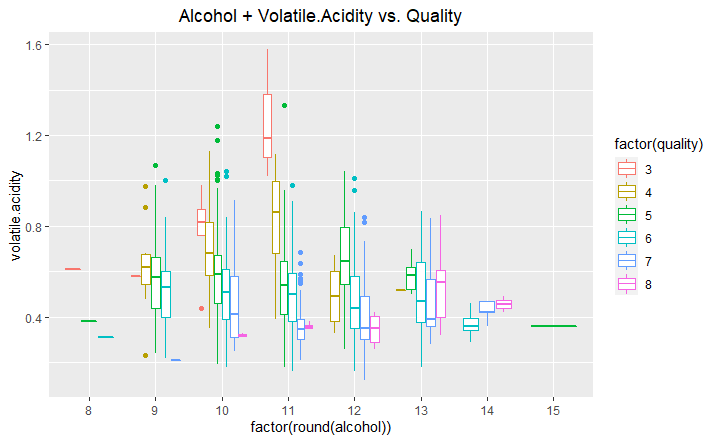 Alcohol + Volatile.Acidity vs. Quality
1.6
1.2
0.8
0.4
volatile.acidity
8 9 10 11 12 13 14 15
factor(round(alcohol))
factor(quality)
3
4
5
6
7
8